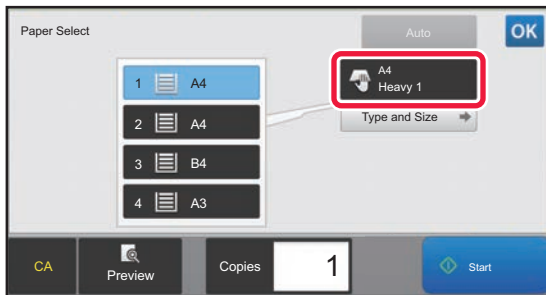 Paper Select
Auto
OK
1 A4
2 A4
3 B4
4 A3
A4
Heavy 1
Type and Size
CA
Preview
Copies
1
Start